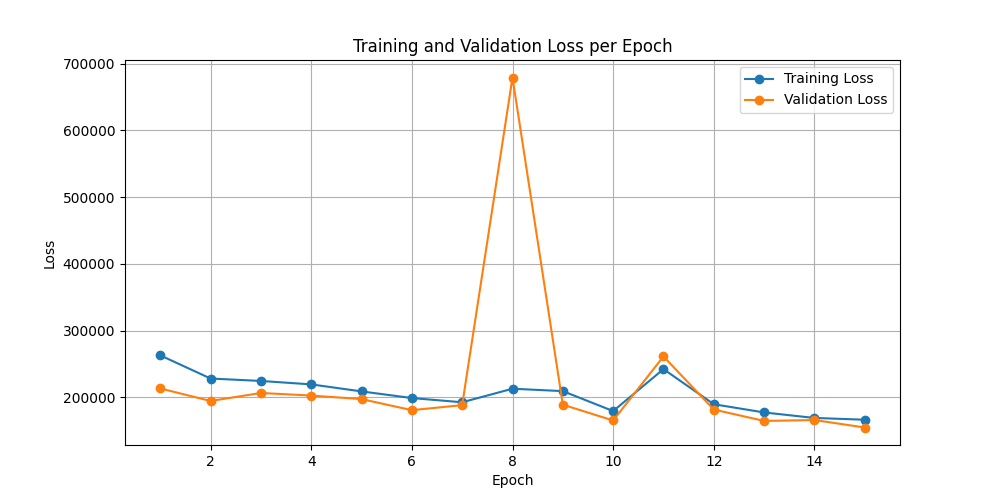 Training and Validation Loss per Epoch
Training Loss
Validation Loss
700000
600000
500000
400000
300000
200000
Loss
2 4 6 8 10 12 14
Epoch